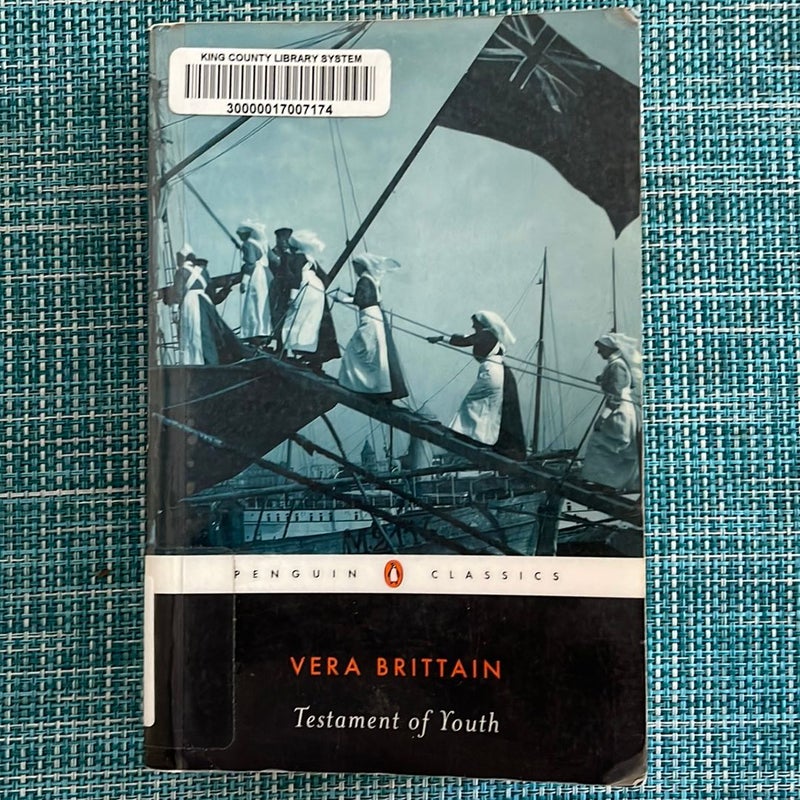 KING COUNTY LIBRARY SYSTEM
30000017007174
PENGUIN CLASSICS
VERA BRITTAIN
Testament of Youth